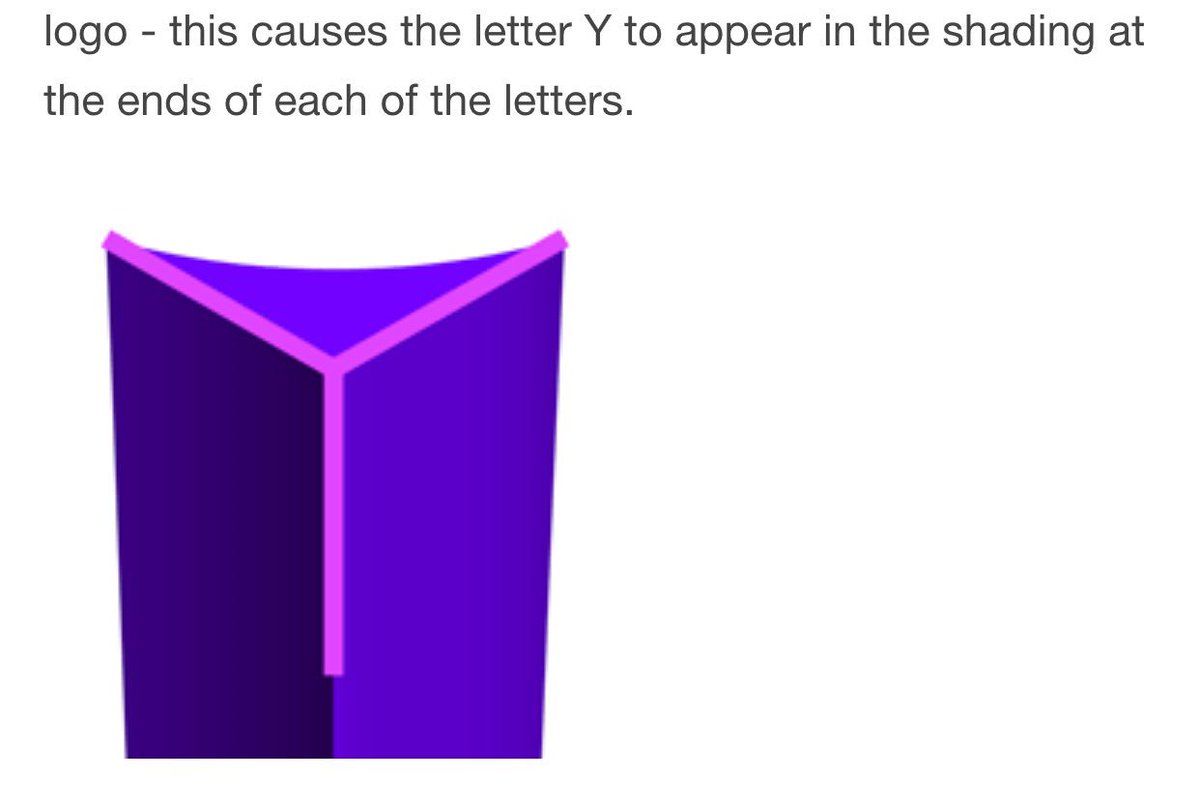 logo - this causes the letter Y to appear in the shading at
the ends of each of the letters.